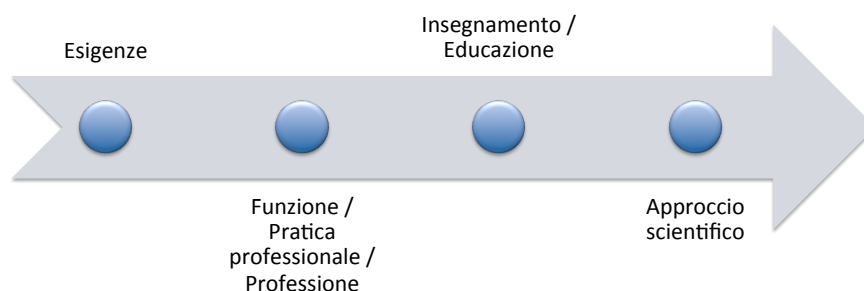 Esigenze
Funzione /
Pratica
professionale /
Professione
Insegnamento /
Educazione
Approccio
scientifico